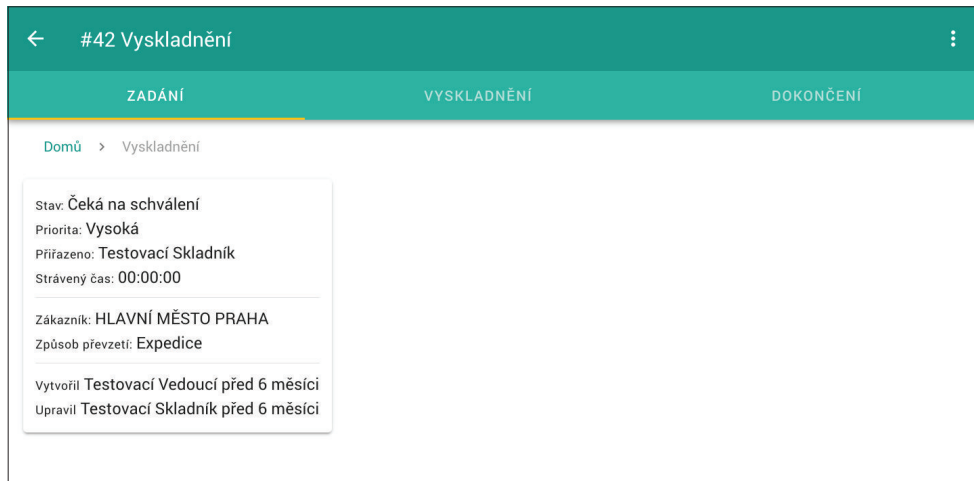 #42 Vyskladnění
ZADÁNÍ VYSKLADNĚNÍ DOKONČENÍ
Domů > Vyskladnění
Stav: Čeká na schválení
Priorita: Vysoká
Přiřazeno: Testovací Skladník
Strávený čas: 00:00:00
Zákazník: HLAVNÍ MĚSTO PRAHA
Způsob převzetí: Expedice
Vytvořil Testovací Vedoucí před 6 měsíci
Upravil Testovací Skladník před 6 měsíci